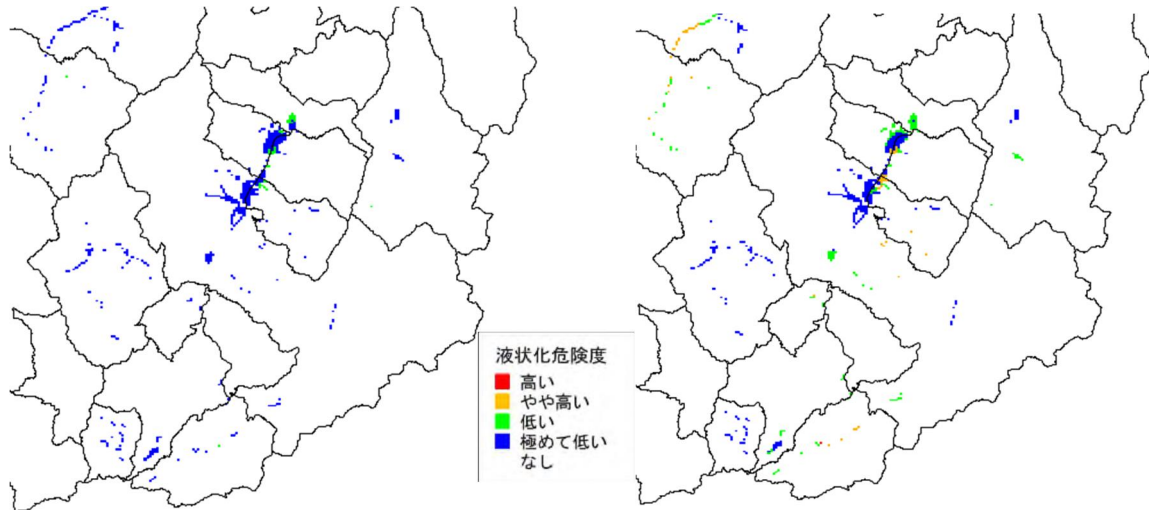 液状化危険度
高い
やや高い
低い
極めて低い
なし